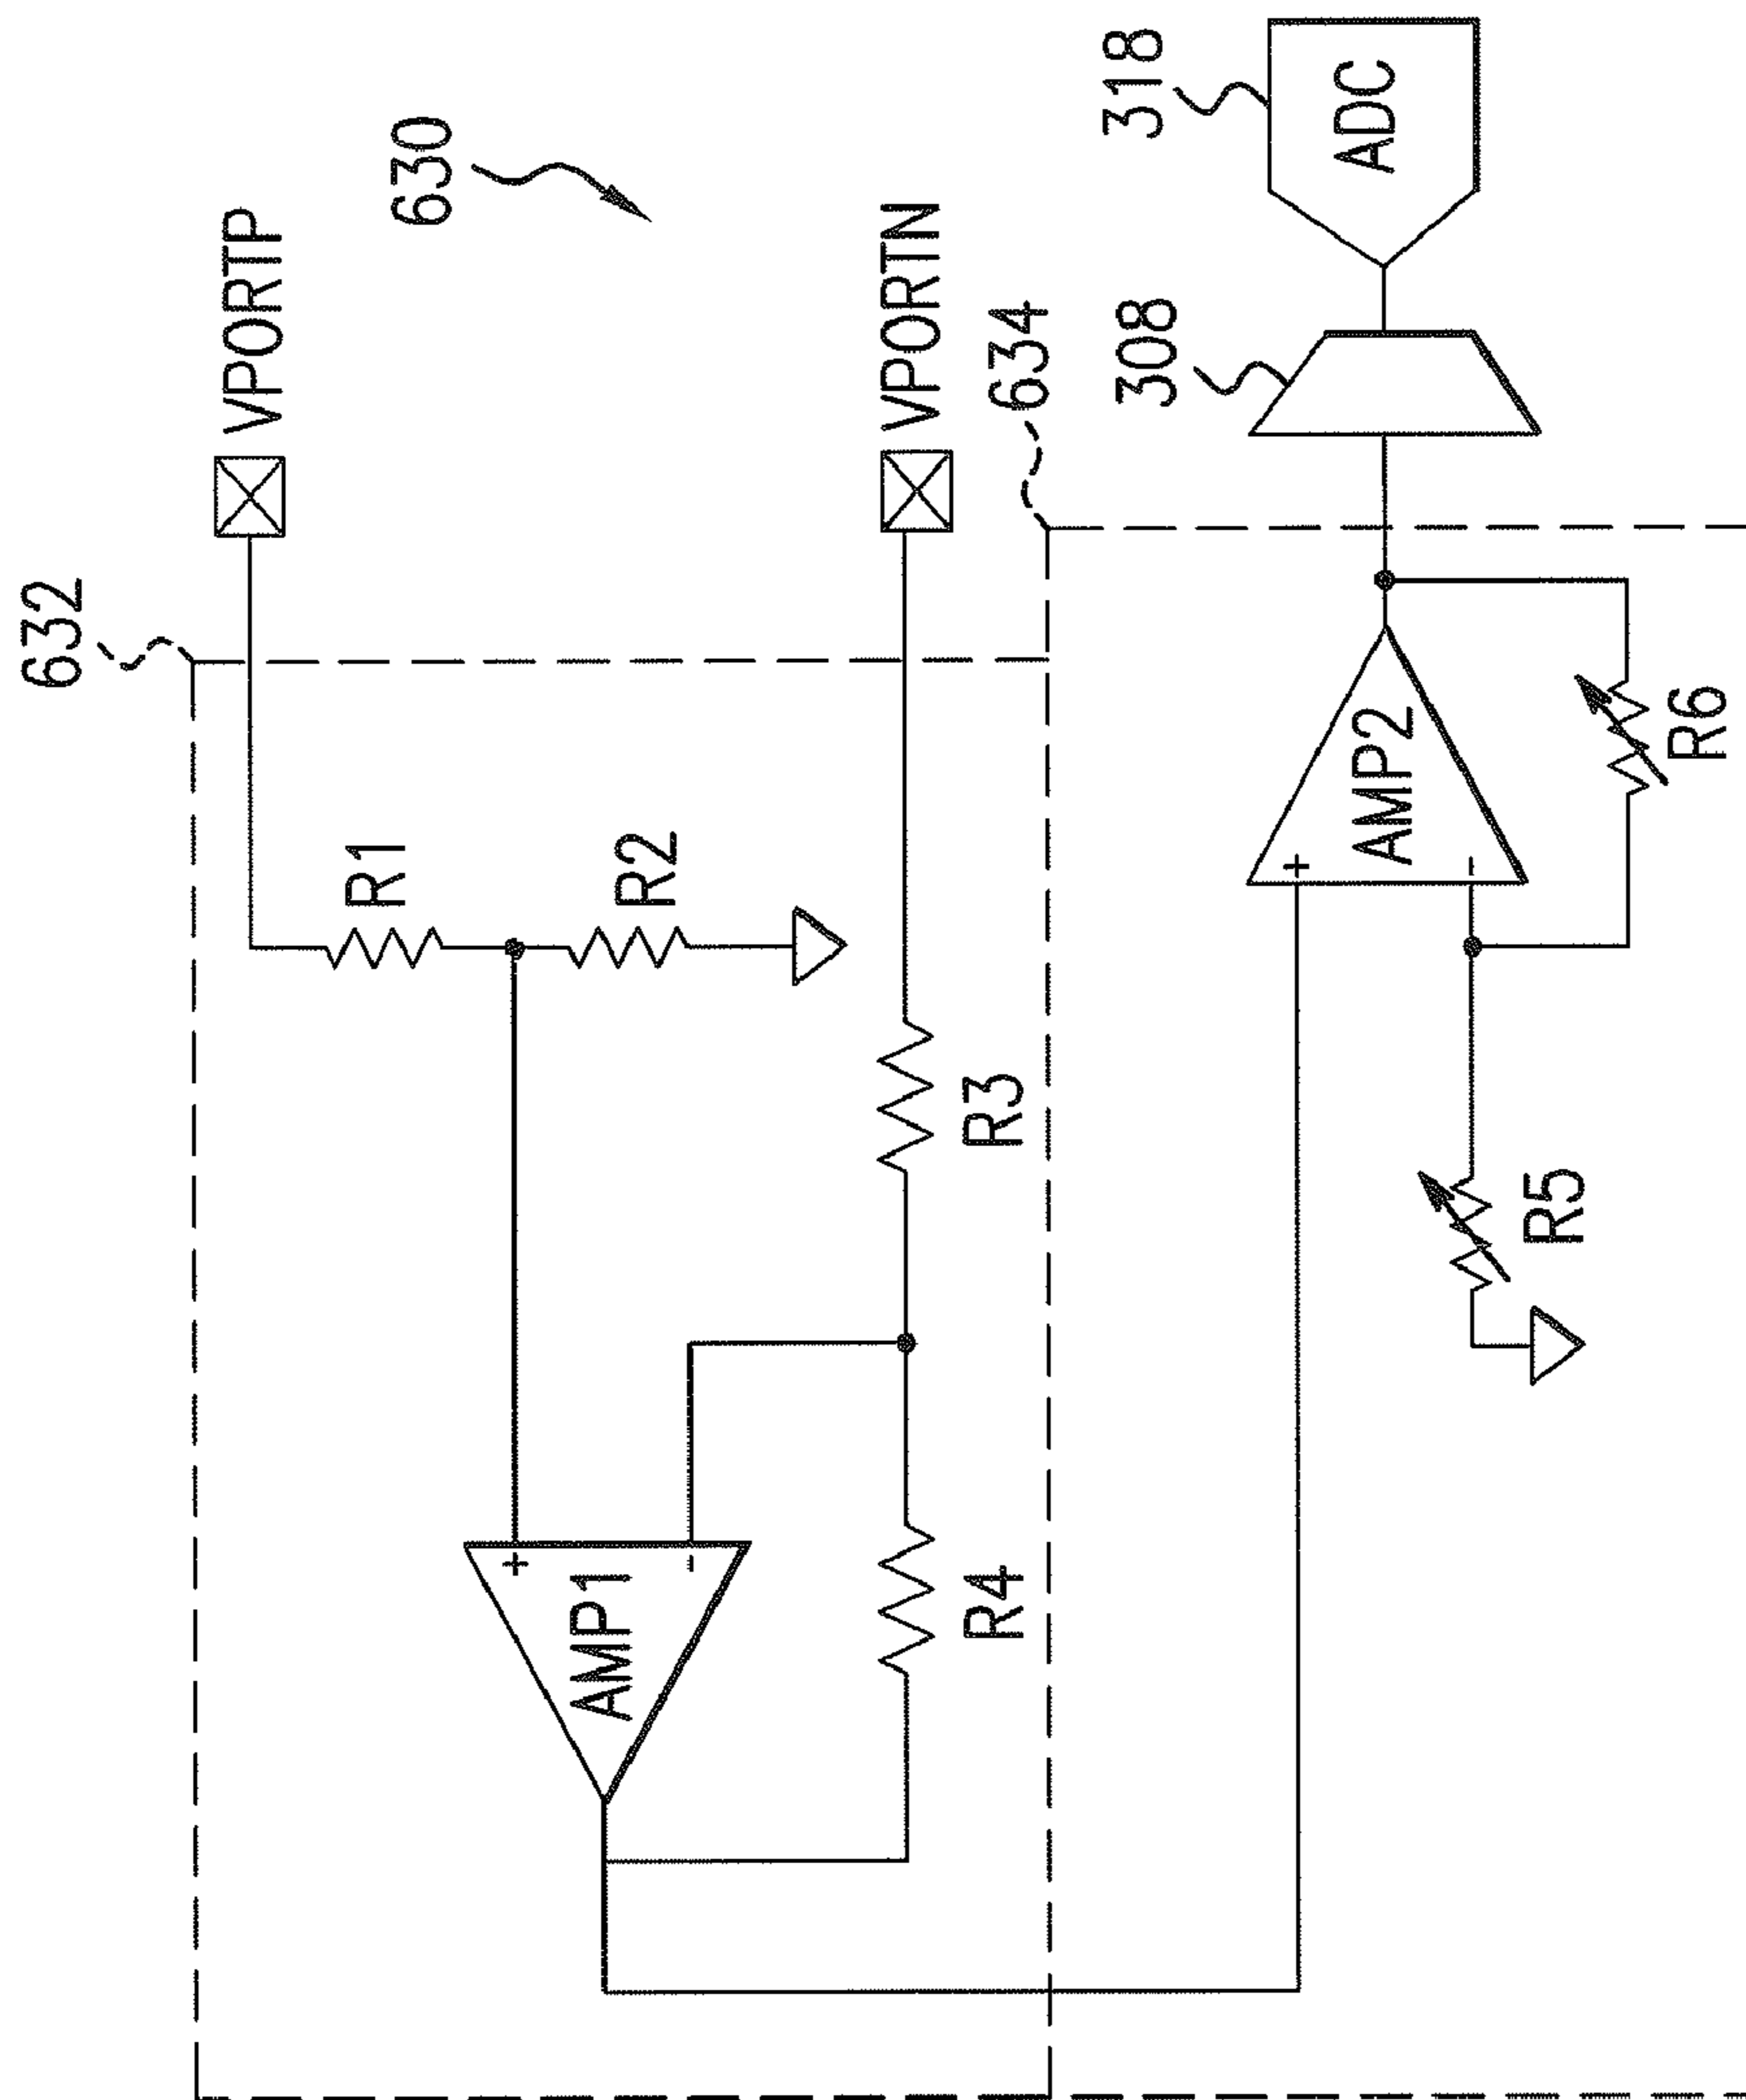 632
VPORTP
630
R1
R2
AMP1
+
-
R3
R4
VPORTN
634
308
318
ADC
AMP2
+
-
R5
R6